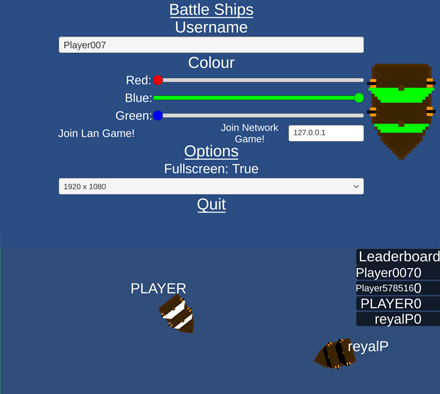 Battle Ships
Username
Player007
Colour
Red:
Blue:
Green:
Join Lan Game!
Join Network
Game!
127.0.0.1
Options
Fullscreen: True
1920 x 1080
Quit
Leaderboard
Player0070
Player5785160
PLAYER0
reyalP0
PLAYER
reyalP